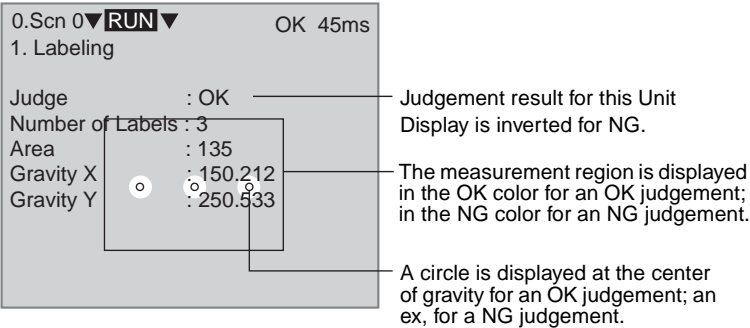 0.Scn 0▼ RUN ▼ OK 45ms
1. Labeling
Judge : OK
Number of Labels : 3
Area : 135
Gravity X : 150.212
Gravity Y : 250.533
Judgement result for this Unit
Display is inverted for NG.
The measurement region is displayed
in the OK color for an OK judgement;
in the NG color for an NG judgement.
A circle is displayed at the center
of gravity for an OK judgement; an
ex, for a NG judgement.